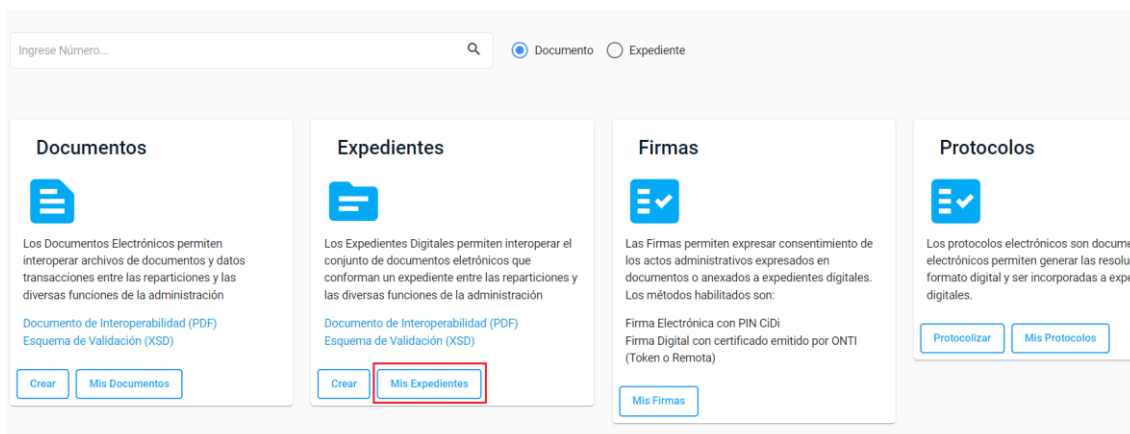 Ingrese Número...
Documento
Expediente
Documentos
Los Documentos Electrónicos permiten
interoperar archivos de documentos y datos
transacciones entre las reparticiones y las
diversas funciones de la administración
Documento de Interoperabilidad (PDF)
Esquema de Validación (XSD)
Crear
Mis Documentos
Expedientes
Los Expedientes Digitales permiten interoperar el
conjunto de documentos eletrónicos que
conforman un expediente entre las reparticiones y
las diversas funciones de la administración
Documento de Interoperabilidad (PDF)
Esquema de Validación (XSD)
Crear
Mis Expedientes
Firmas
Las Firmas permiten expresar consentimiento de
los actos administrativos expresados en
documentos o anexados a expedientes digitales.
Los métodos habilitados son:
Firma Electrónica con PIN CiDi
Firma Digital con certificado emitido por ONTI
(Token o Remota)
Mis Firmas
Protocolos
Los protocolos electrónicos son docume
electrónicos permiten generar las resolu
formato digital y ser incorporadas a expe
digitales.
Protocolizar
Mis Protocolos